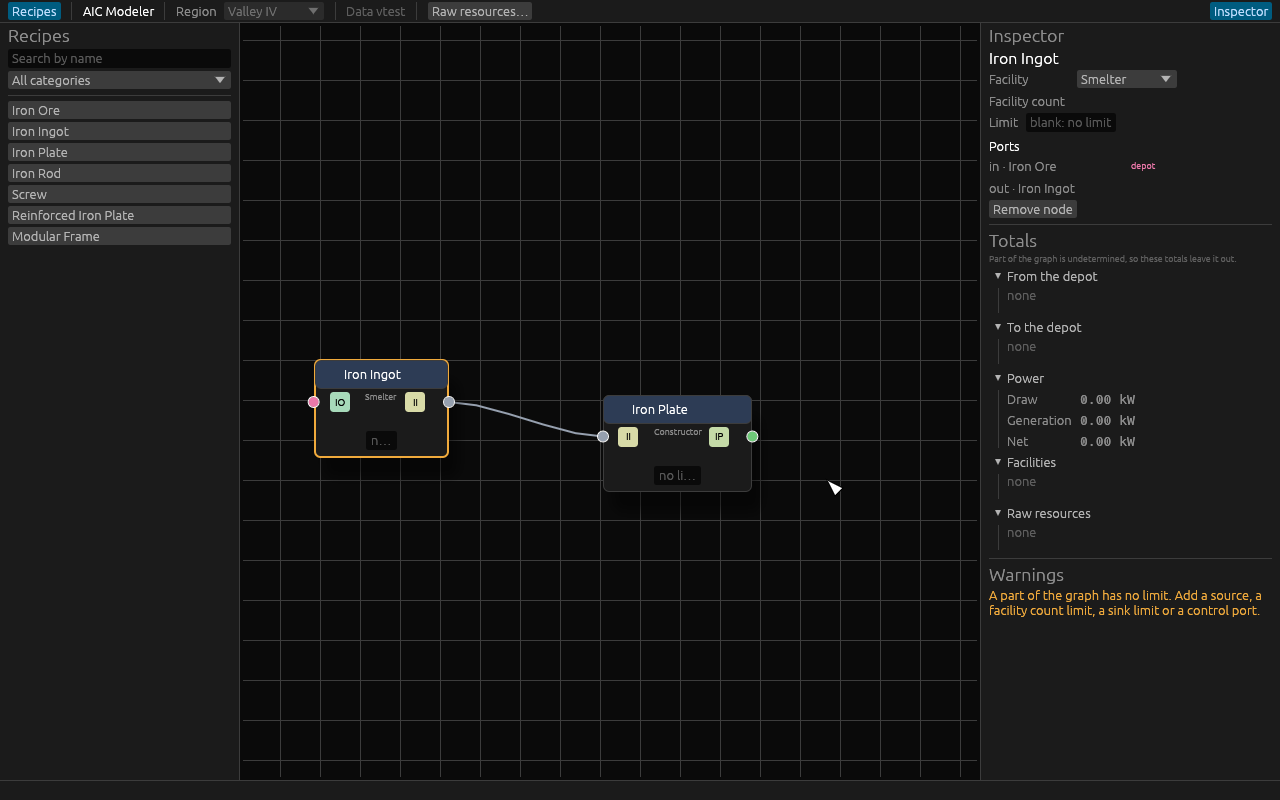 Recipes AIC Modeler Region Valley IV Data vtest Raw resources... Inspector
Recipes
Search by name
All categories
Iron Ore
Iron Ingot
Iron Plate
Iron Rod
Screw
Reinforced Iron Plate
Modular Frame
Iron Ingot
IO Smelter II
n...
Iron Plate
II Constructor IP
no li...
Inspector
Iron Ingot
Facility Smelter
Facility count
Limit blank: no limit
Ports
in · Iron Ore depot
out · Iron Ingot
Remove node
Totals
Part of the graph is undetermined, so these totals leave it out.
From the depot
none
To the depot
none
Power
Draw 0.00 kW
Generation 0.00 kW
Net 0.00 kW
Facilities
none
Raw resources
none
Warnings
A part of the graph has no limit. Add a source, a
facility count limit, a sink limit or a control port.